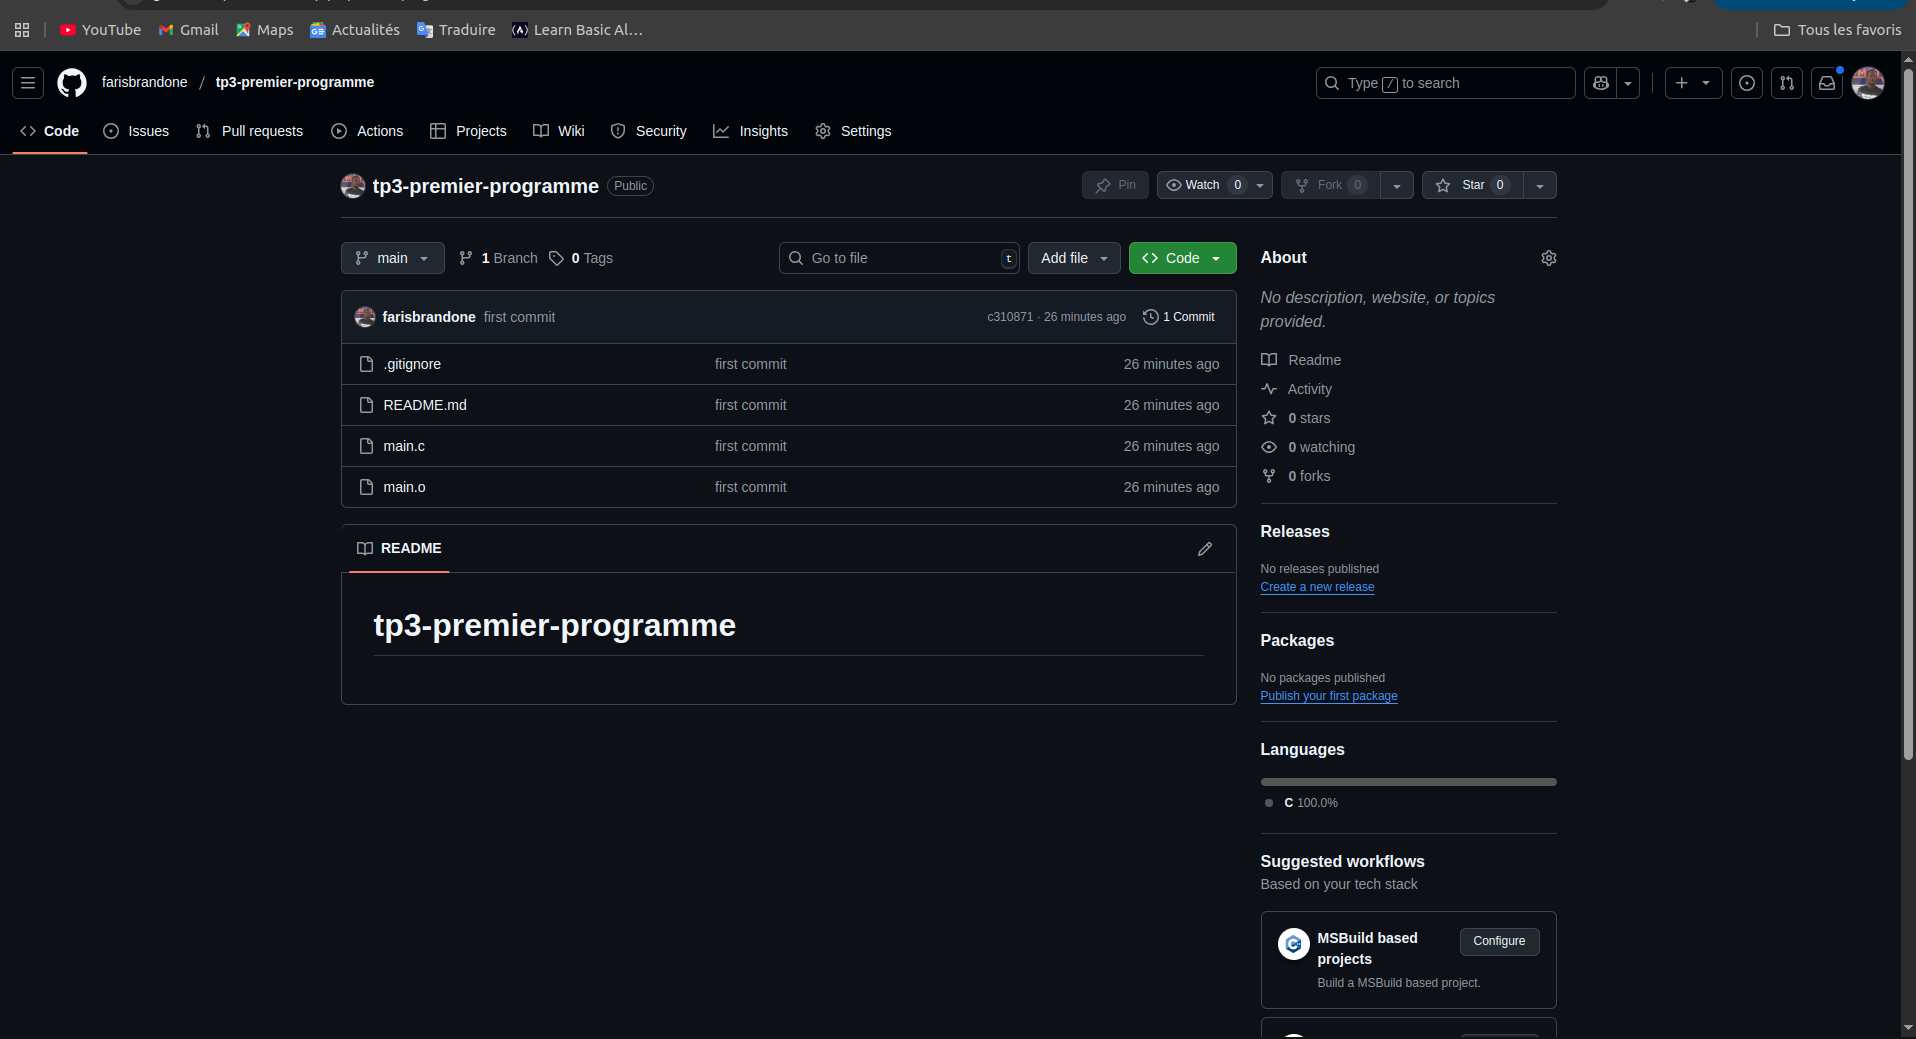 YouTube Gmail Maps Actualités Traduire Learn Basic Al... Tous les favoris
farisbrandone / tp3-premier-programme Type / to search
Code Issues Pull requests Actions Projects Wiki Security Insights Settings
tp3-premier-programme Public Pin Watch 0 Fork 0 Star 0
main 1 Branch 0 Tags Go to file t Add file Code
farisbrandone first commit c310871 · 26 minutes ago 1 Commit
.gitignore first commit 26 minutes ago
README.md first commit 26 minutes ago
main.c first commit 26 minutes ago
main.o first commit 26 minutes ago
README
tp3-premier-programme
About
No description, website, or topics
provided.
Readme
Activity
0 stars
0 watching
0 forks
Releases
No releases published
Create a new release
Packages
No packages published
Publish your first package
Languages
C 100.0%
Suggested workflows
Based on your tech stack
MSBuild based
projects
Configure
Build a MSBuild based project.